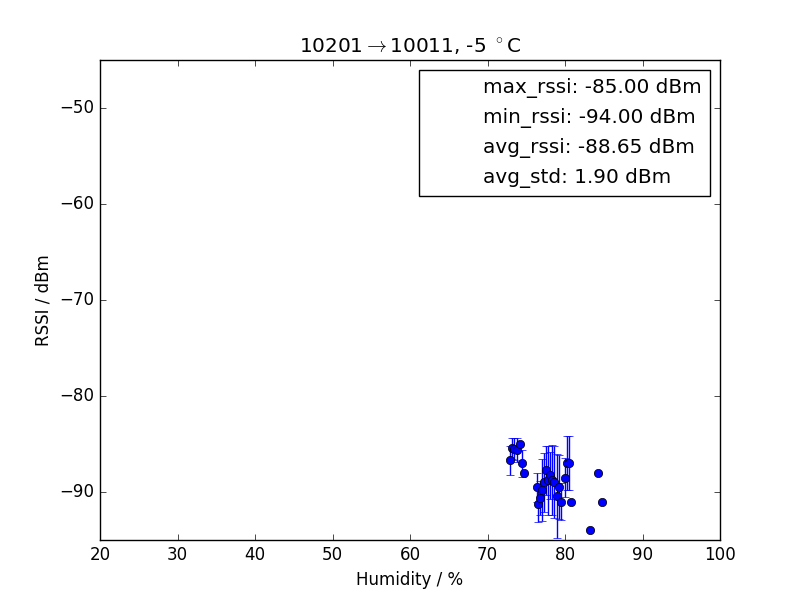 10201→10011, -5 °C
max_rssi: -85.00 dBm
min_rssi: -94.00 dBm
avg_rssi: -88.65 dBm
avg_std: 1.90 dBm
RSSI / dBm
−50
−60
−70
−80
−90
20 30 40 50 60 70 80 90 100
Humidity / %